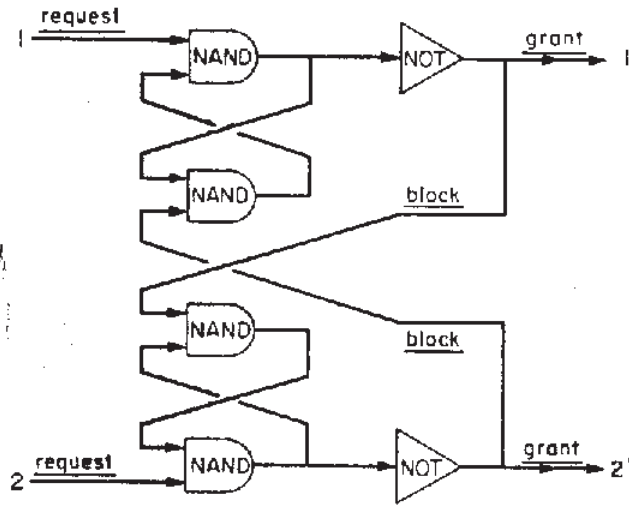 request
grant
1
NAND
NOT
1'
NAND
block
NAND
block
request
grant
2
NAND
NOT
2'